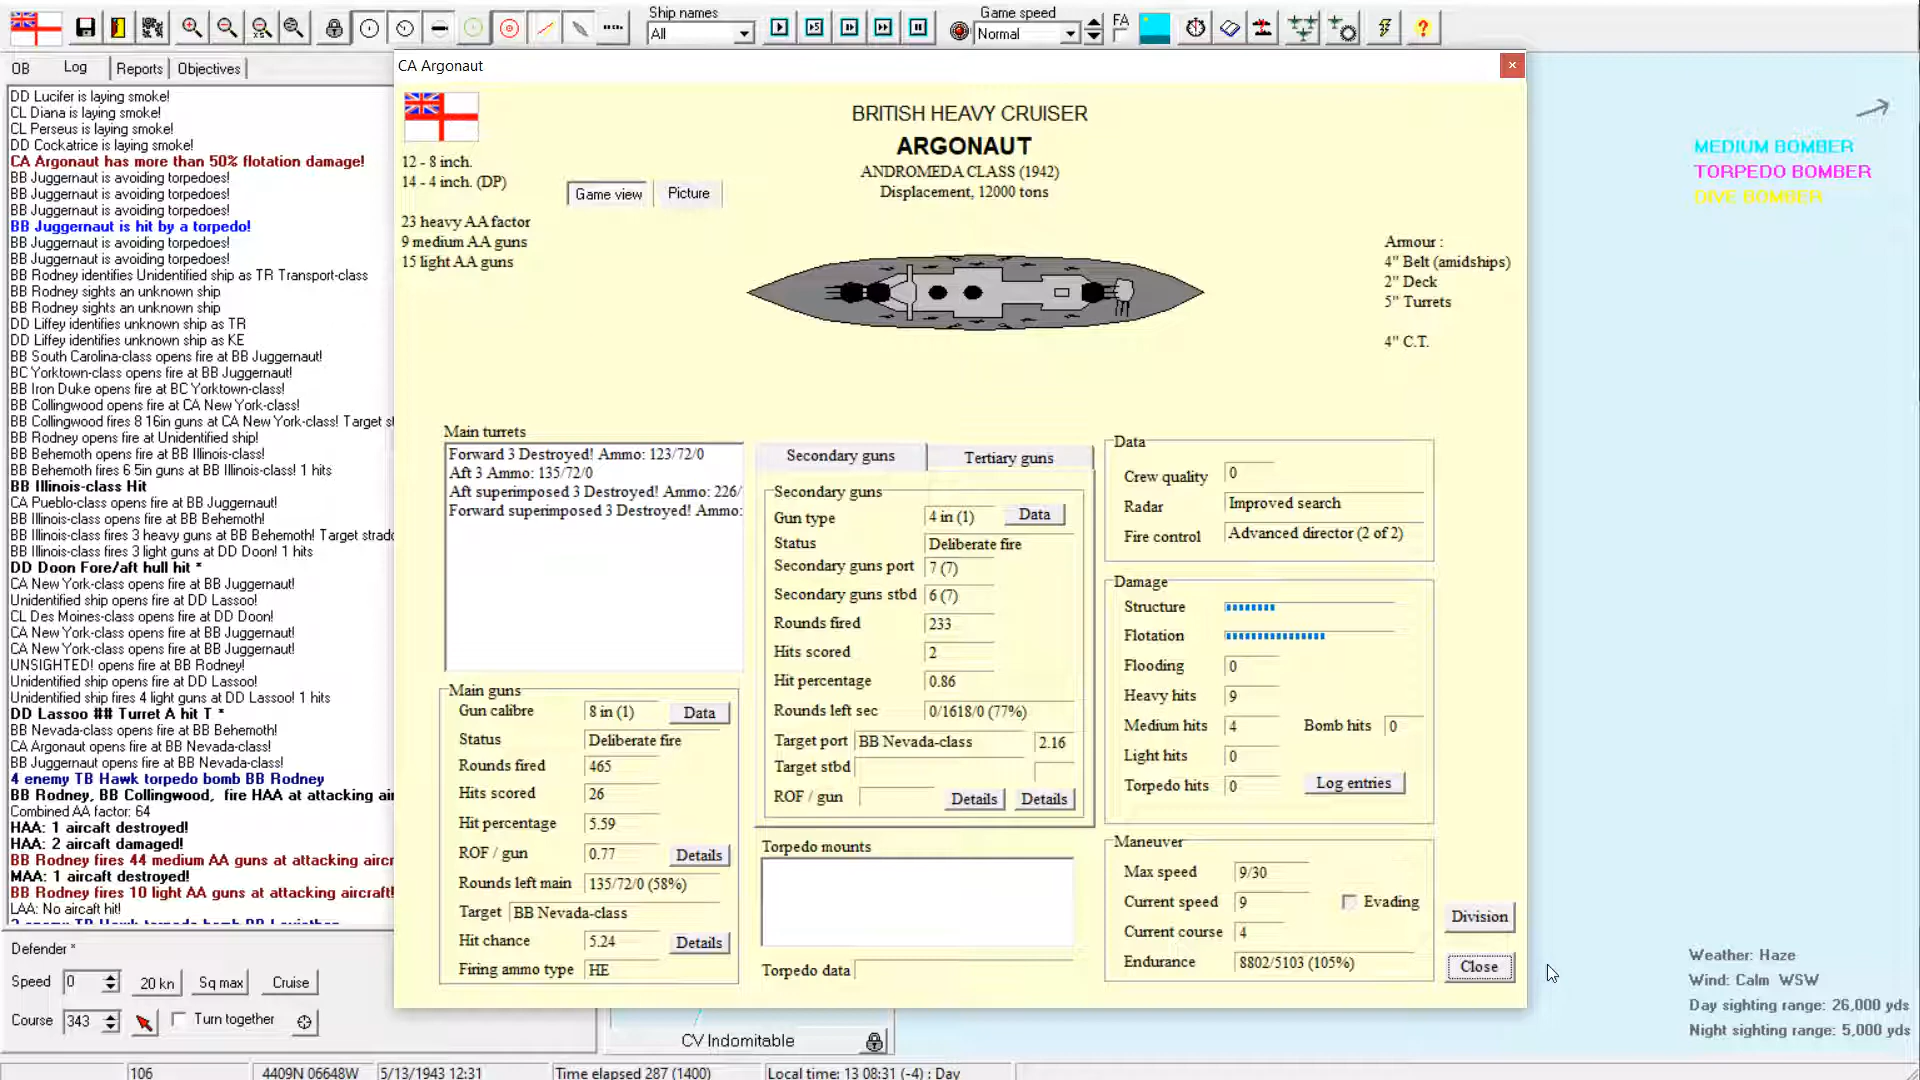 Ship names
Game speed
All
Normal
FA
OB
Log
Reports
Objectives
CA Argonaut
DD Lucifer is laying smoke!
CL Diana is laying smoke!
CL Perseus is laying smoke!
DD Cockatrice is laying smoke!
CA Argonaut has more than 50% flotation damage!
BB Juggernaut is avoiding torpedoes!
BB Juggernaut is avoiding torpedoes!
BB Juggernaut is avoiding torpedoes!
BB Juggernaut is hit by a torpedo!
BB Juggernaut is avoiding torpedoes!
BB Juggernaut is avoiding torpedoes!
BB Rodney identifies Unidentified ship as TR Transport-class
BB Rodney sights an unknown ship
BB Rodney sights an unknown ship
DD Liffey identifies unknown ship as TR
DD Liffey identifies unknown ship as KE
BB South Carolina-class opens fire at BB Juggernaut!
BC Yorktown-class opens fire at BB Juggernaut!
BB Iron Duke opens fire at BC Yorktown-class!
BB Collingwood opens fire at CA New York-class!
BB Collingwood fires 8 16in guns at CA New York-class! Target st
BB Rodney opens fire at Unidentified ship!
BB Behemoth opens fire at BB Illinois-class!
BB Behemoth fires 6 5in guns at BB Illinois-class! 1 hits
BB Illinois-class Hit
CA Pueblo-class opens fire at BB Juggernaut!
BB Illinois-class opens fire at BB Behemoth!
BB Illinois-class fires 3 heavy guns at BB Behemoth! Target stradd
BB Illinois-class fires 3 light guns at DD Doon! 1 hits
DD Doon Fore/aft hull hit *
CA New York-class opens fire at BB Juggernaut!
Unidentified ship opens fire at DD Lassoo!
CL Des Moines-class opens fire at DD Doon!
CA New York-class opens fire at BB Juggernaut!
CA New York-class opens fire at BB Juggernaut!
UNSIGHTED! opens fire at BB Rodney!
Unidentified ship opens fire at DD Lassoo!
Unidentified ship fires 4 light guns at DD Lassoo! 1 hits
DD Lassoo ## Turret A hit T *
BB Nevada-class opens fire at BB Behemoth!
CA Argonaut opens fire at BB Nevada-class!
BB Juggernaut opens fire at BB Nevada-class!
4 enemy TB Hawk torpedo bomb BB Rodney
BB Rodney, BB Collingwood, fire HAA at attacking air
Combined AA factor: 64
HAA: 1 aircaft destroyed!
HAA: 2 aircaft damaged!
BB Rodney fires 44 medium AA guns at attacking aircr
MAA: 1 aircaft destroyed!
BB Rodney fires 10 light AA guns at attacking aircraft!
LAA: No aircaft hit!
Defender *
Speed 0 20 kn Sq max Cruise
Course 343 Turn together
BRITISH HEAVY CRUISER
ARGONAUT
ANDROMEDA CLASS (1942)
Displacement, 12000 tons
12 - 8 inch.
14 - 4 inch. (DP)
23 heavy AA factor
9 medium AA guns
15 light AA guns
Game view
Picture
Armour :
4" Belt (amidships)
2" Deck
5" Turrets
4" C.T.
Main turrets
Forward 3 Destroyed! Ammo: 123/72/0
Aft 3 Ammo: 135/72/0
Aft superimposed 3 Destroyed! Ammo: 226/
Forward superimposed 3 Destroyed! Ammo:
Main guns
Gun calibre 8 in (1) Data
Status Deliberate fire
Rounds fired 465
Hits scored 26
Hit percentage 5.59
ROF / gun 0.77 Details
Rounds left main 135/72/0 (58%)
Target BB Nevada-class
Hit chance 5.24 Details
Firing ammo type HE
Secondary guns
Tertiary guns
Secondary guns
Gun type 4 in (1) Data
Status Deliberate fire
Secondary guns port 7 (7)
Secondary guns stbd 6 (7)
Rounds fired 233
Hits scored 2
Hit percentage 0.86
Rounds left sec 0/1618/0 (77%)
Target port BB Nevada-class 2.16
Target stbd
ROF / gun Details Details
Torpedo mounts
Torpedo data
Data
Crew quality 0
Radar Improved search
Fire control Advanced director (2 of 2)
Damage
Structure
Flotation
Flooding 0
Heavy hits 9
Medium hits 4 Bomb hits 0
Light hits 0
Torpedo hits 0 Log entries
Maneuver
Max speed 9/30
Current speed 9 Evading
Current course 4
Endurance 8802/5103 (105%)
Division
Close
MEDIUM BOMBER
TORPEDO BOMBER
DIVE BOMBER
Weather: Haze
Wind: Calm WSW
Day sighting range: 26,000 yds
Night sighting range: 5,000 yds
CV Indomitable
106
4409N 06648W
5/13/1943 12:31
Time elapsed 287 (1400)
Local time: 13 08:31 (-4) : Day